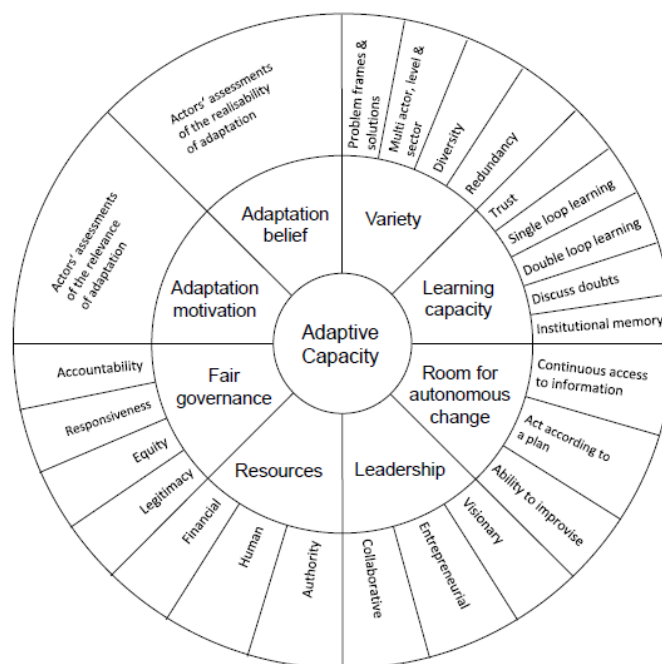 Adaptive
Capacity
Variety
Learning
capacity
Room for
autonomous
change
Leadership
Resources
Fair
governance
Adaptation
motivation
Adaptation
belief
Problem frames &
solutions
Multi actor, level &
sector
Diversity
Redundancy
Trust
Single loop learning
Double loop learning
Discuss doubts
Institutional memory
Continuous access
to information
Act according to
a plan
Ability to improvise
Visionary
Entrepreneurial
Collaborative
Authority
Human
Financial
Legitimacy
Equity
Responsiveness
Accountability
Actors' assessments
of the relevance
of adaptation
Actors' assessments
of the realisability
of adaptation